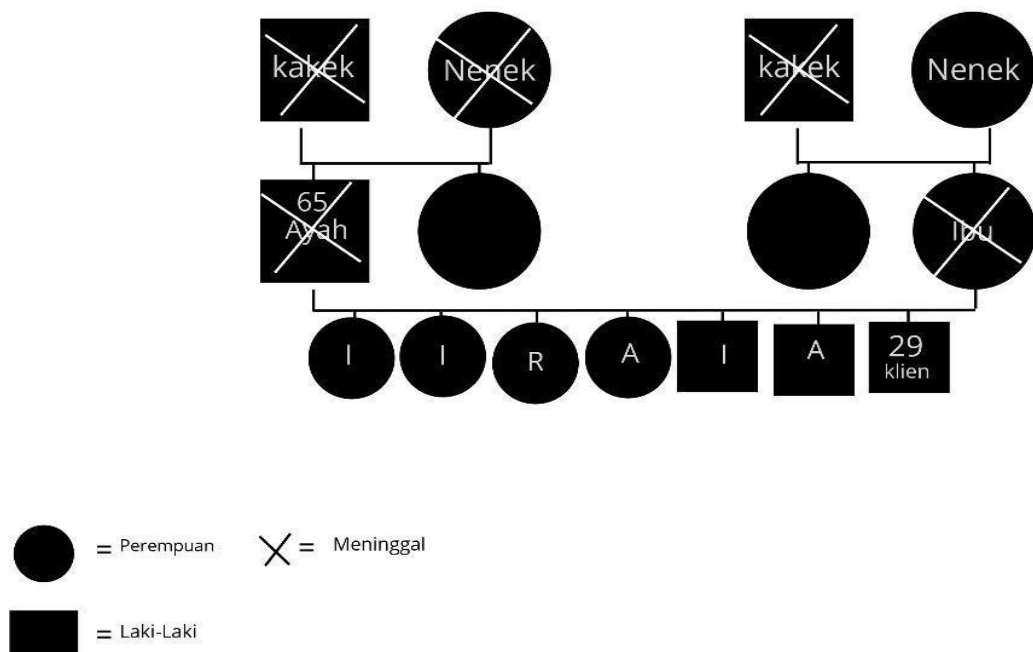 kakek
Nenek
kakek
Nenek
65
Ayah
Ibu
I
I
R
A
I
A
29
klien
= Perempuan
= Meninggal
= Laki-Laki